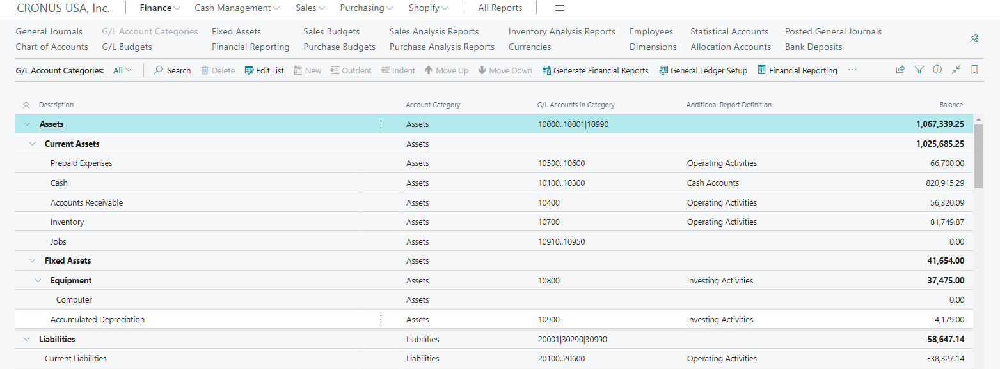 CRONUS USA, Inc. Finance Cash Management Sales Purchasing Shopify All Reports
General Journals G/L Account Categories Fixed Assets Sales Budgets Sales Analysis Reports Inventory Analysis Reports Employees Statistical Accounts Posted General Journals
Chart of Accounts G/L Budgets Financial Reporting Purchase Budgets Purchase Analysis Reports Currencies Dimensions Allocation Accounts Bank Deposits
G/L Account Categories: All Search Delete Edit List New Outdent Indent Move Up Move Down Generate Financial Reports General Ledger Setup Financial Reporting ...
Description Account Category G/L Accounts in Category Additional Report Definition Balance
Assets Assets 10000..10001|10990 1,067,339.25
Current Assets Assets 1,025,685.25
Prepaid Expenses Assets 10500..10600 Operating Activities 66,700.00
Cash Assets 10100..10300 Cash Accounts 820,915.29
Accounts Receivable Assets 10400 Operating Activities 56,320.09
Inventory Assets 10700 Operating Activities 81,749.87
Jobs Assets 10910..10950 0.00
Fixed Assets Assets 41,654.00
Equipment Assets 10800 Investing Activities 37,475.00
Computer Assets 0.00
Accumulated Depreciation Assets 10900 Investing Activities 4,179.00
Liabilities Liabilities 20001|30290|30990 -58,647.14
Current Liabilities Liabilities 20100..20600 Operating Activities -38,327.14